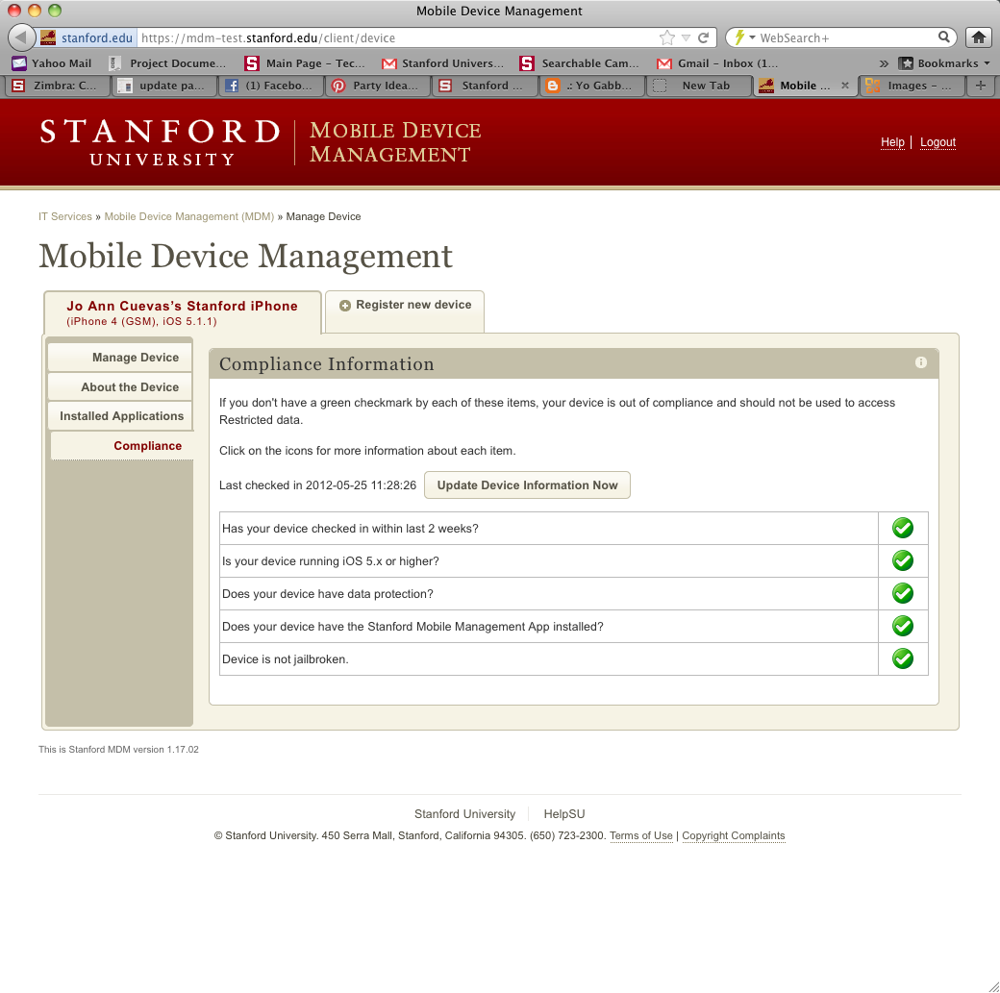 Mobile Device Management
stanford.edu https://mdm-test.stanford.edu/client/device WebSearch+
Yahoo Mail Project Docume... Main Page – Tec... Stanford Univers... Searchable Cam... Gmail – Inbox (1... » Bookmarks
Zimbra: C... update pa... (1) Facebo... Party Idea... Stanford ... .: Yo Gabb... New Tab Mobile ... Images – ...
STANFORD UNIVERSITY
MOBILE DEVICE
MANAGEMENT
Help | Logout
IT Services » Mobile Device Management (MDM) » Manage Device
Mobile Device Management
Jo Ann Cuevas's Stanford iPhone
(iPhone 4 (GSM), iOS 5.1.1)
Register new device
Manage Device
About the Device
Installed Applications
Compliance
Compliance Information
If you don't have a green checkmark by each of these items, your device is out of compliance and should not be used to access
Restricted data.
Click on the icons for more information about each item.
Last checked in 2012-05-25 11:28:26 Update Device Information Now
Has your device checked in within last 2 weeks?
Is your device running iOS 5.x or higher?
Does your device have data protection?
Does your device have the Stanford Mobile Management App installed?
Device is not jailbroken.
This is Stanford MDM version 1.17.02
Stanford University | HelpSU
© Stanford University. 450 Serra Mall, Stanford, California 94305. (650) 723-2300. Terms of Use | Copyright Complaints